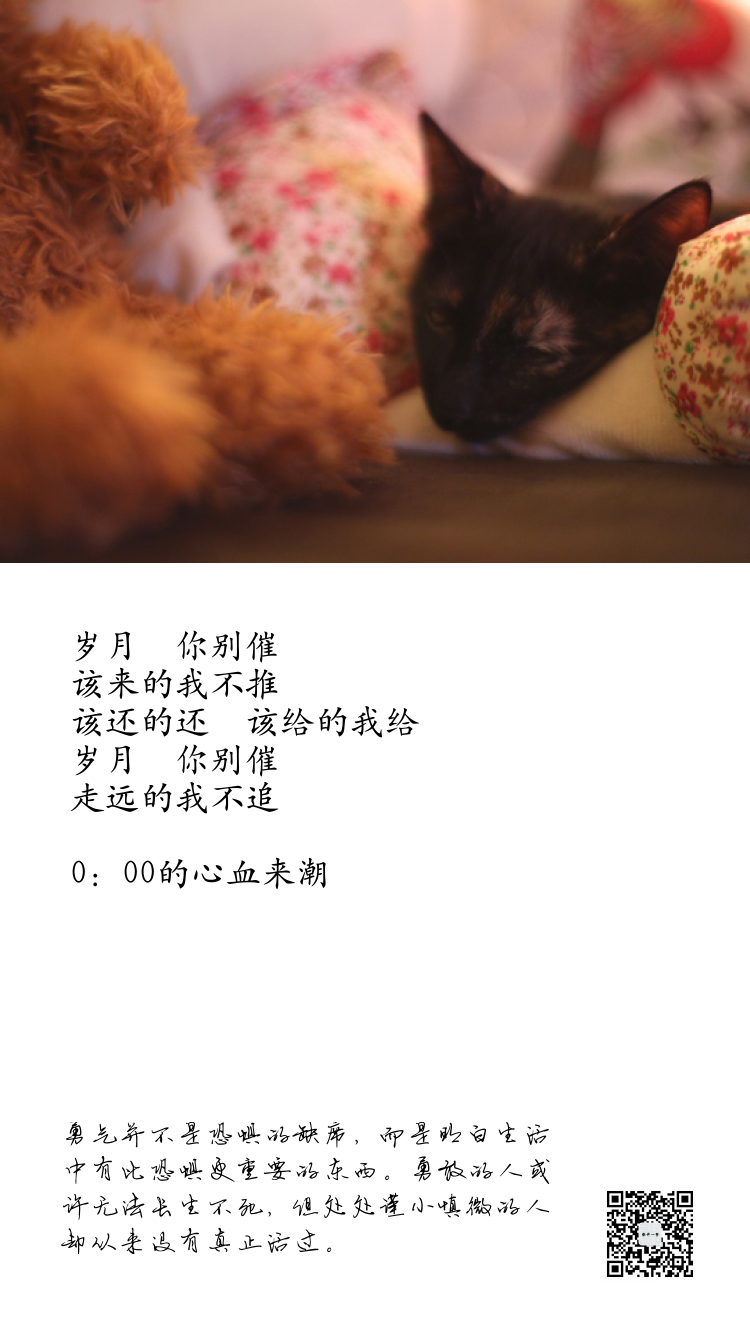 岁月　你别催
该来的我不推
该还的还　该给的我给
岁月　你别催
走远的我不追
0：00的心血来潮
勇气并不是恐惧的缺席，而是明白生活
中有比恐惧更重要的东西。勇敢的人或
许无法长生不死，但处处谨小慎微的人
却从来没有真正活过。